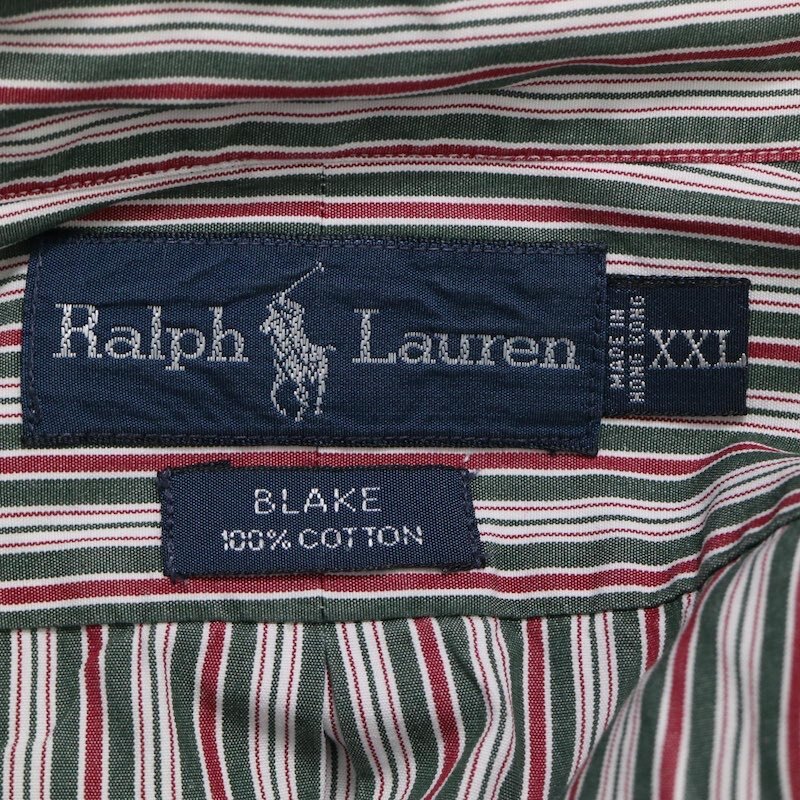 Ralph Lauren
MADE IN
HONG KONG
XXL
BLAKE
100% COTTON